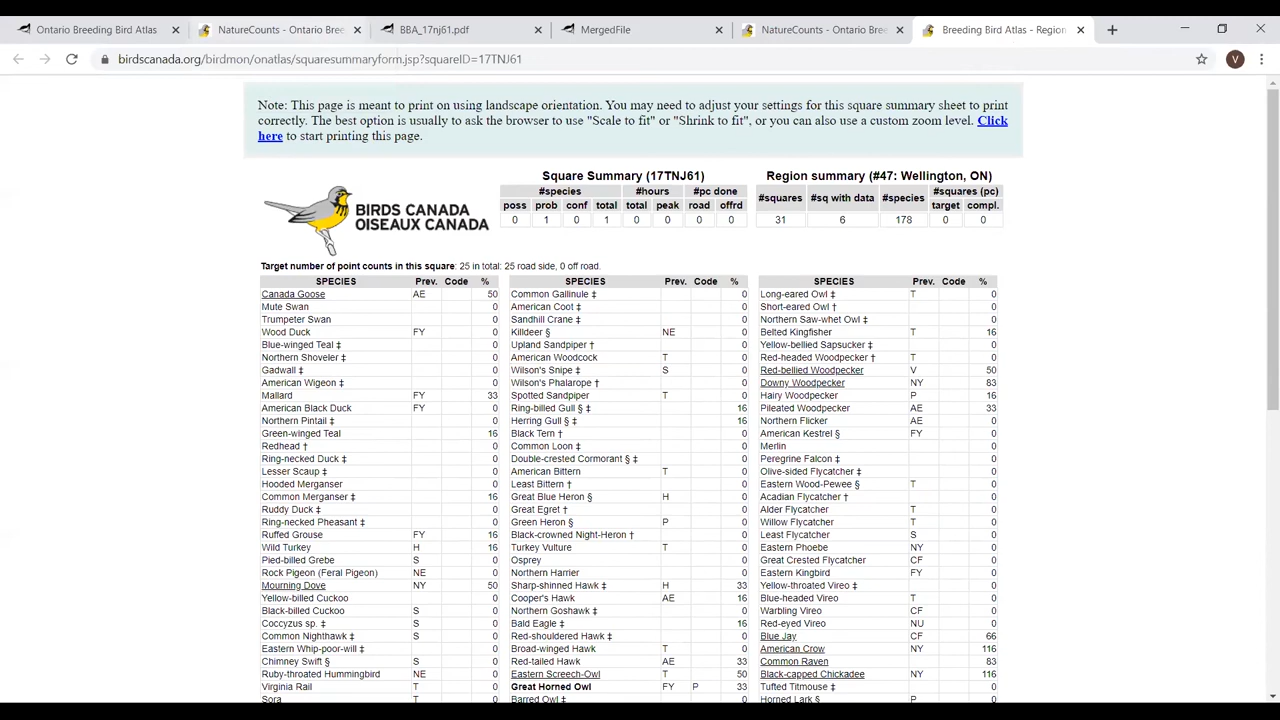 Ontario Breeding Bird Atlas
NatureCounts - Ontario Bre
BBA_17nj61.pdf
MergedFile
NatureCounts - Ontario Bree
Breeding Bird Atlas - Region
birdscanada.org/birdmon/onatlas/squaresummaryform.jsp?squareID=17TNJ61
V
Note: This page is meant to print on using landscape orientation. You may need to adjust your settings for this square summary sheet to print
correctly. The best option is usually to ask the browser to use "Scale to fit" or "Shrink to fit", or you can also use a custom zoom level. Click
here to start printing this page.
BIRDS CANADA
OISEAUX CANADA
Square Summary (17TNJ61)
#species #hours #pc done
poss prob conf total total peak road offrd
0 1 0 1 0 0 0 0
Region summary (#47: Wellington, ON)
#squares #sq with data #species #squares (pc)
target compl.
31 6 178 0 0
Target number of point counts in this square: 25 in total: 25 road side, 0 off road.
SPECIES Prev. Code %
Canada Goose AE 50
Mute Swan 0
Trumpeter Swan 0
Wood Duck FY 0
Blue-winged Teal ‡ 0
Northern Shoveler ‡ 0
Gadwall ‡ 0
American Wigeon ‡ 0
Mallard FY 33
American Black Duck FY 0
Northern Pintail ‡ 0
Green-winged Teal 16
Redhead † 0
Ring-necked Duck ‡ 0
Lesser Scaup ‡ 0
Hooded Merganser 0
Common Merganser ‡ 16
Ruddy Duck ‡ 0
Ring-necked Pheasant ‡ 0
Ruffed Grouse FY 16
Wild Turkey H 16
Pied-billed Grebe S 0
Rock Pigeon (Feral Pigeon) NE 0
Mourning Dove NY 50
Yellow-billed Cuckoo 0
Black-billed Cuckoo S 0
Coccyzus sp. ‡ S 0
Common Nighthawk ‡ S 0
Eastern Whip-poor-will ‡ 0
Chimney Swift § S 0
Ruby-throated Hummingbird NE 0
Virginia Rail T 0
Sora T 0
SPECIES Prev. Code %
Common Gallinule ‡ 0
American Coot ‡ 0
Sandhill Crane ‡ 0
Killdeer § NE 0
Upland Sandpiper † 0
American Woodcock T 0
Wilson's Snipe ‡ S 0
Wilson's Phalarope † 0
Spotted Sandpiper T 0
Ring-billed Gull § ‡ 16
Herring Gull § ‡ 16
Black Tern † 0
Common Loon ‡ 0
Double-crested Cormorant § ‡ 0
American Bittern T 0
Least Bittern † 0
Great Blue Heron § H 0
Great Egret † 0
Green Heron § P 0
Black-crowned Night-Heron † 0
Turkey Vulture T 0
Osprey 0
Northern Harrier 0
Sharp-shinned Hawk ‡ H 33
Cooper's Hawk AE 16
Northern Goshawk ‡ 0
Bald Eagle ‡ 16
Red-shouldered Hawk ‡ 0
Broad-winged Hawk T 0
Red-tailed Hawk AE 33
Eastern Screech-Owl T 50
Great Horned Owl FY P 33
Barred Owl ‡ 0
SPECIES Prev. Code %
Long-eared Owl ‡ T 0
Short-eared Owl † 0
Northern Saw-whet Owl ‡ 0
Belted Kingfisher T 16
Yellow-bellied Sapsucker ‡ 0
Red-headed Woodpecker † T 0
Red-bellied Woodpecker V 50
Downy Woodpecker NY 83
Hairy Woodpecker P 16
Pileated Woodpecker AE 33
Northern Flicker AE 0
American Kestrel § FY 0
Merlin 0
Peregrine Falcon ‡ 0
Olive-sided Flycatcher ‡ 0
Eastern Wood-Pewee § T 0
Acadian Flycatcher † 0
Alder Flycatcher T 0
Willow Flycatcher T 0
Least Flycatcher S 0
Eastern Phoebe NY 0
Great Crested Flycatcher CF 0
Eastern Kingbird FY 0
Yellow-throated Vireo ‡ 0
Blue-headed Vireo T 0
Warbling Vireo CF 0
Red-eyed Vireo NU 0
Blue Jay CF 66
American Crow NY 116
Common Raven 83
Black-capped Chickadee NY 116
Tufted Titmouse ‡ 0
Horned Lark § P 0